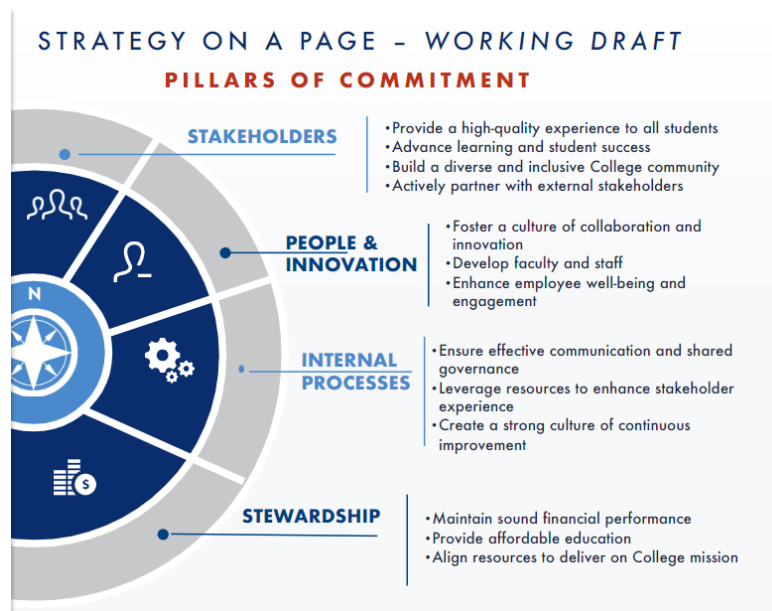 STRATEGY ON A PAGE – WORKING DRAFT
PILLARS OF COMMITMENT
STAKEHOLDERS
•Provide a high-quality experience to all students
•Advance learning and student success
•Build a diverse and inclusive College community
•Actively partner with external stakeholders
PEOPLE &
INNOVATION
•Foster a culture of collaboration and
innovation
•Develop faculty and staff
•Enhance employee well-being and
engagement
N
INTERNAL
PROCESSES
•Ensure effective communication and shared
governance
•Leverage resources to enhance stakeholder
experience
•Create a strong culture of continuous
improvement
$
STEWARDSHIP
•Maintain sound financial performance
•Provide affordable education
•Align resources to deliver on College mission